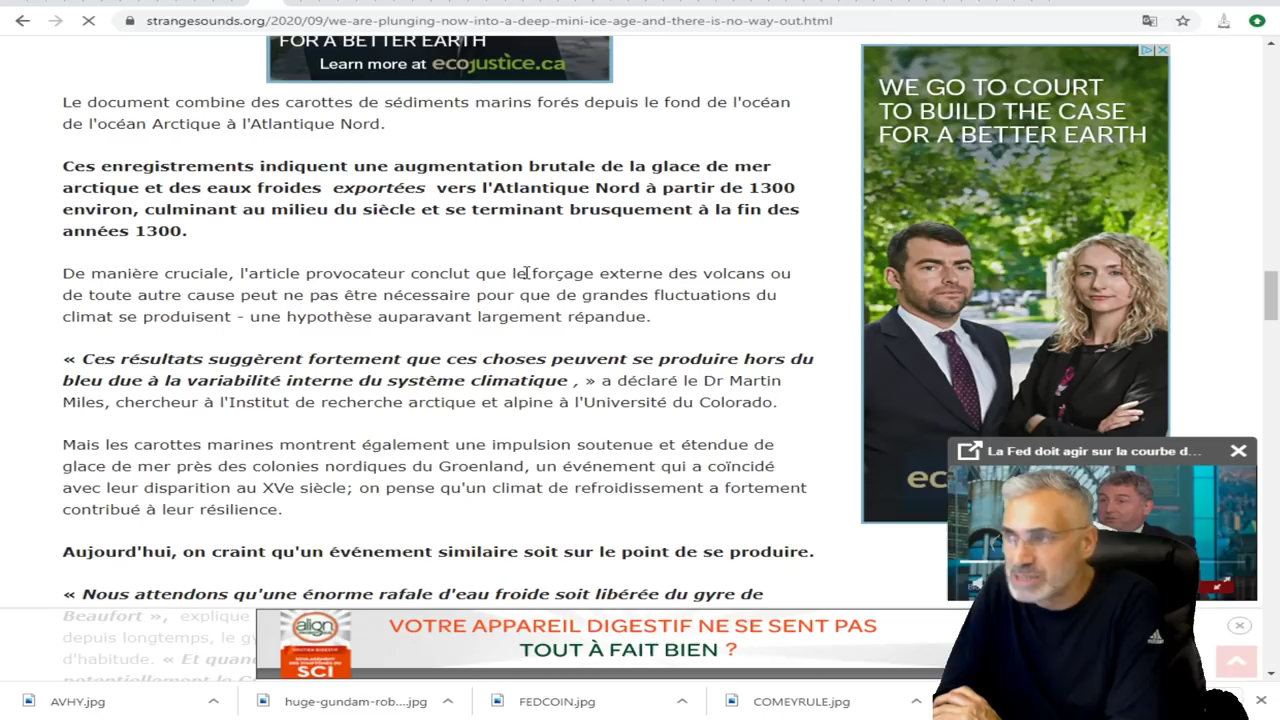 strangesounds.org/2020/09/we-are-plunging-now-into-a-deep-mini-ice-age-and-there-is-no-way-out.html
FOR A BETTER EARTH
Learn more at ecojustice.ca
Le document combine des carottes de sédiments marins forés depuis le fond de l'océan
de l'océan Arctique à l'Atlantique Nord.
Ces enregistrements indiquent une augmentation brutale de la glace de mer
arctique et des eaux froides exportées vers l'Atlantique Nord à partir de 1300
environ, culminant au milieu du siècle et se terminant brusquement à la fin des
années 1300.
De manière cruciale, l'article provocateur conclut que le forçage externe des volcans ou
de toute autre cause peut ne pas être nécessaire pour que de grandes fluctuations du
climat se produisent - une hypothèse auparavant largement répandue.
« Ces résultats suggèrent fortement que ces choses peuvent se produire hors du
bleu due à la variabilité interne du système climatique , » a déclaré le Dr Martin
Miles, chercheur à l'Institut de recherche arctique et alpine à l'Université du Colorado.
Mais les carottes marines montrent également une impulsion soutenue et étendue de
glace de mer près des colonies nordiques du Groenland, un événement qui a coïncidé
avec leur disparition au XVe siècle; on pense qu'un climat de refroidissement a fortement
contribué à leur résilience.
Aujourd'hui, on craint qu'un événement similaire soit sur le point de se produire.
« Nous attendons qu'une énorme rafale d'eau froide soit libérée du gyre de
Beaufort », explique
depuis longtemps, le gy
d'habitude. « Et quand
potentiellement le G
WE GO TO COURT
TO BUILD THE CASE
FOR A BETTER EARTH
ec
La Fed doit agir sur la courbe d...
align
SCI
VOTRE APPAREIL DIGESTIF NE SE SENT PAS
TOUT À FAIT BIEN ?
AVHY.jpg
huge-gundam-rob....jpg
FEDCOIN.jpg
COMEYRULE.jpg